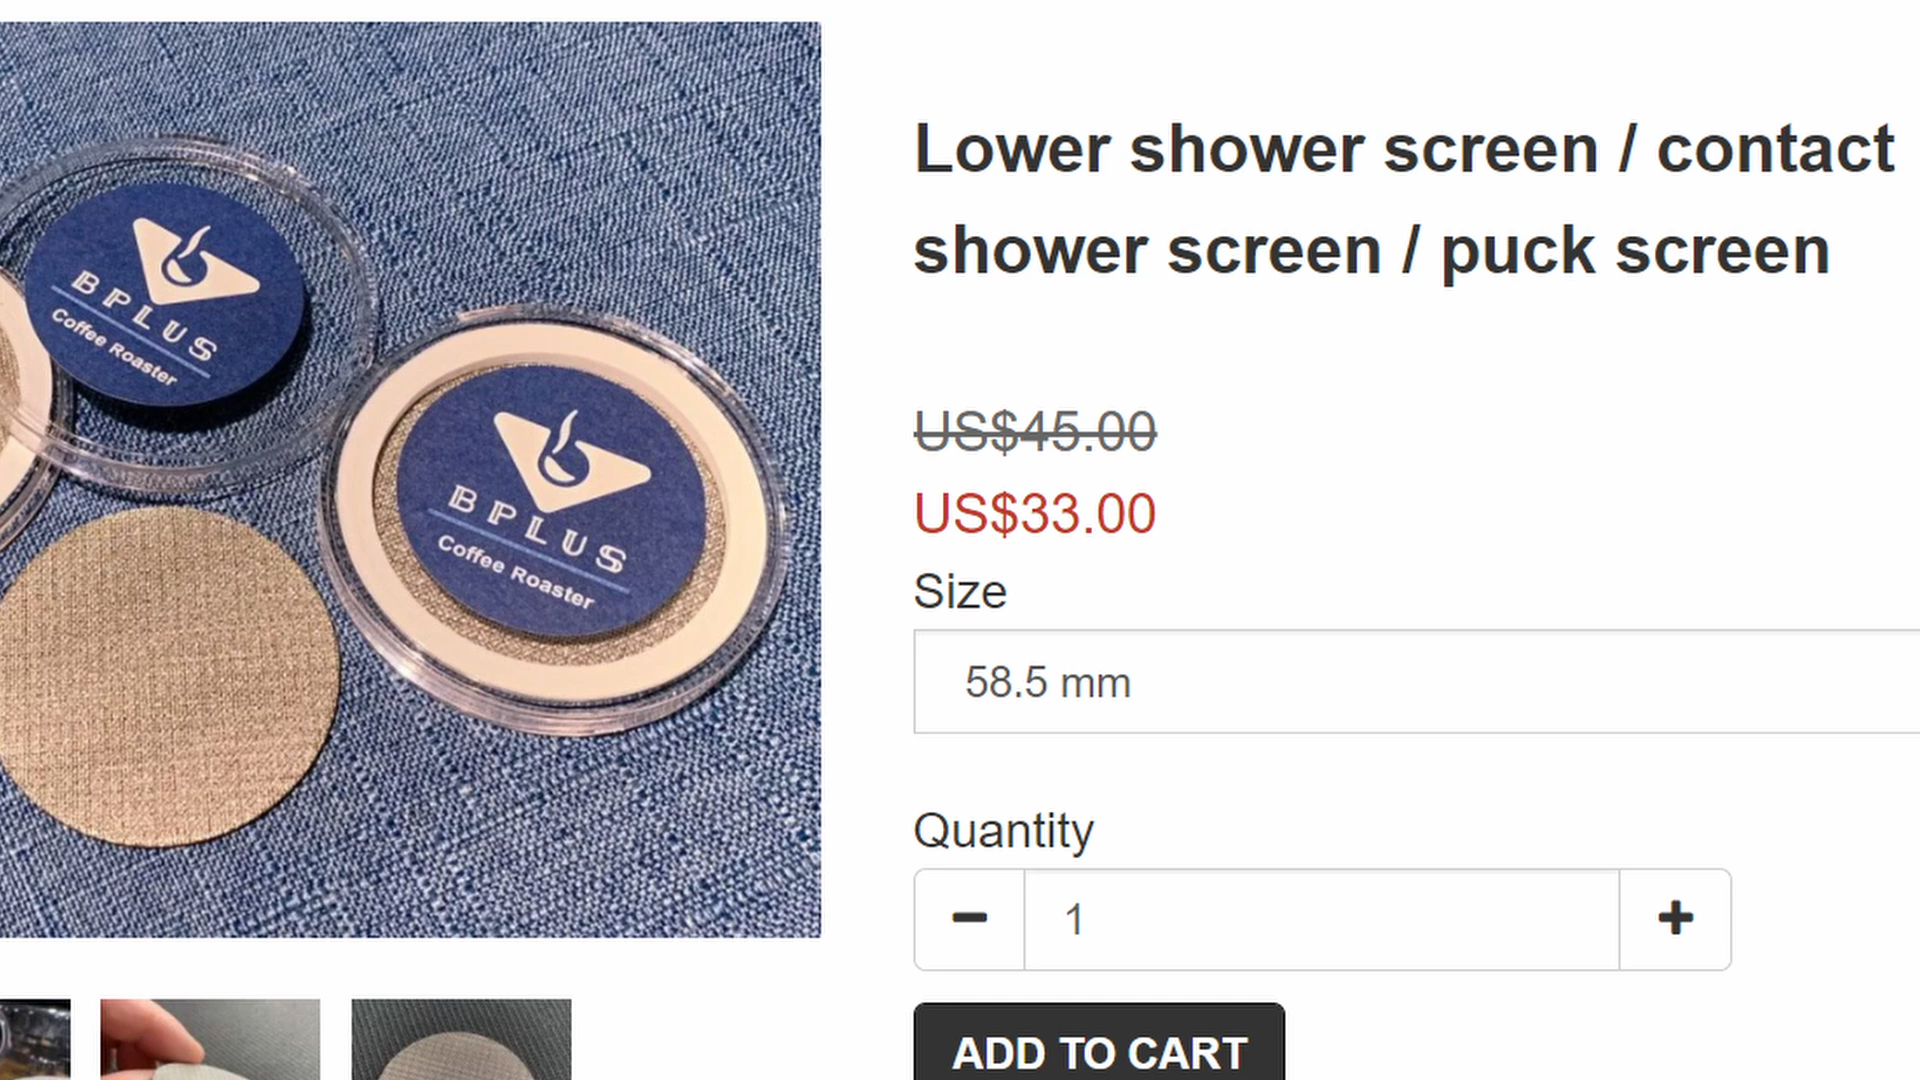 BPLUS
Coffee Roaster
BPLUS
Coffee Roaster
Lower shower screen / contact
shower screen / puck screen
US$45.00
US$33.00
Size
58.5 mm
Quantity
1
ADD TO CART